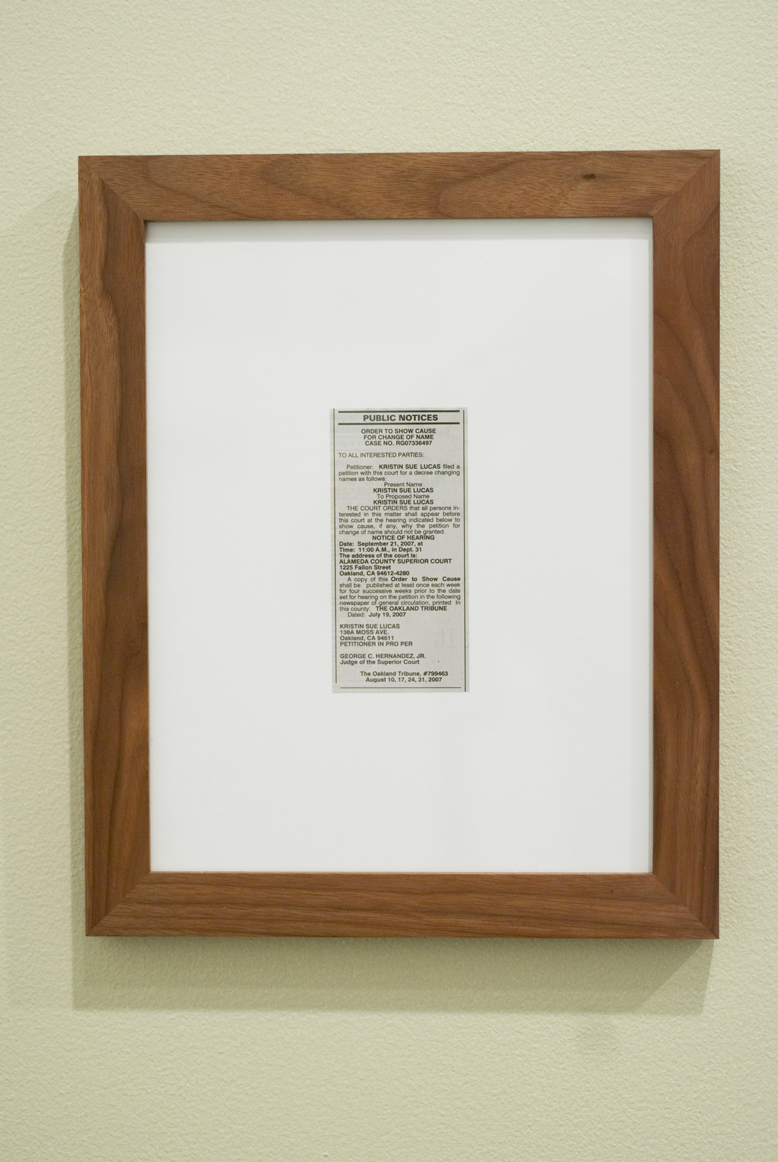 PUBLIC NOTICES
ORDER TO SHOW CAUSE
FOR CHANGE OF NAME
CASE NO. RG07336497
TO ALL INTERESTED PARTIES:
Petitioner: KRISTIN SUE LUCAS filed a
petition with this court for a decree changing
names as follows:
Present Name
KRISTIN SUE LUCAS
To Proposed Name
KRISTIN SUE LUCAS
THE COURT ORDERS that all persons in-
terested in this matter shall appear before
this court at the hearing indicated below to
show cause, if any, why the petition for
change of name should not be granted.
NOTICE OF HEARING
Date: September 21, 2007, at
Time: 11:00 A.M., in Dept. 31
The address of the court is:
ALAMEDA COUNTY SUPERIOR COURT
1225 Fallon Street
Oakland, CA 94612-4280
A copy of this Order to Show Cause
shall be published at least once each week
for four successive weeks prior to the date
set for hearing on the petition in the following
newspaper of general circulation, printed in
this county: THE OAKLAND TRIBUNE
Dated: July 19, 2007
KRISTIN SUE LUCAS
138A MOSS AVE.
Oakland, CA 94611
PETITIONER IN PRO PER
GEORGE C. HERNANDEZ, JR.
Judge of the Superior Court
The Oakland Tribune, #799463
August 10, 17, 24, 31, 2007